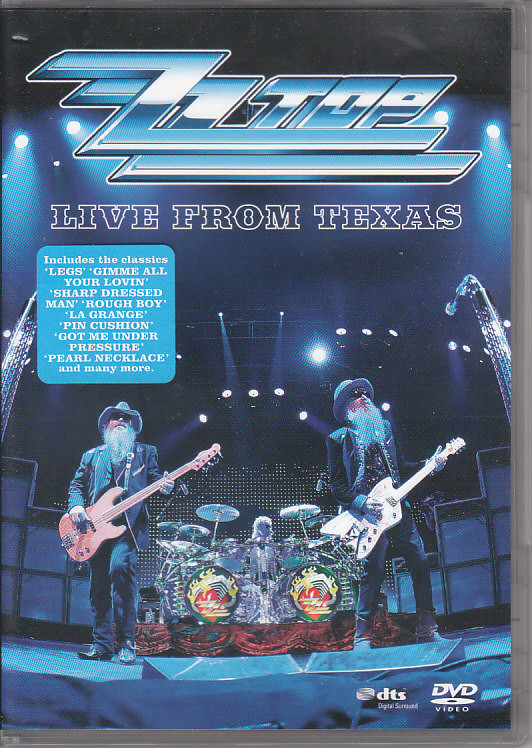 ZZ TOP
LIVE FROM TEXAS
Includes the classics
‘LEGS’ ‘GIMME ALL
YOUR LOVIN’
‘SHARP DRESSED
MAN’ ‘ROUGH BOY’
‘LA GRANGE’
‘PIN CUSHION’
‘GOT ME UNDER
PRESSURE’
‘PEARL NECKLACE’
and many more.
dts
Digital Surround
DVD
VIDEO